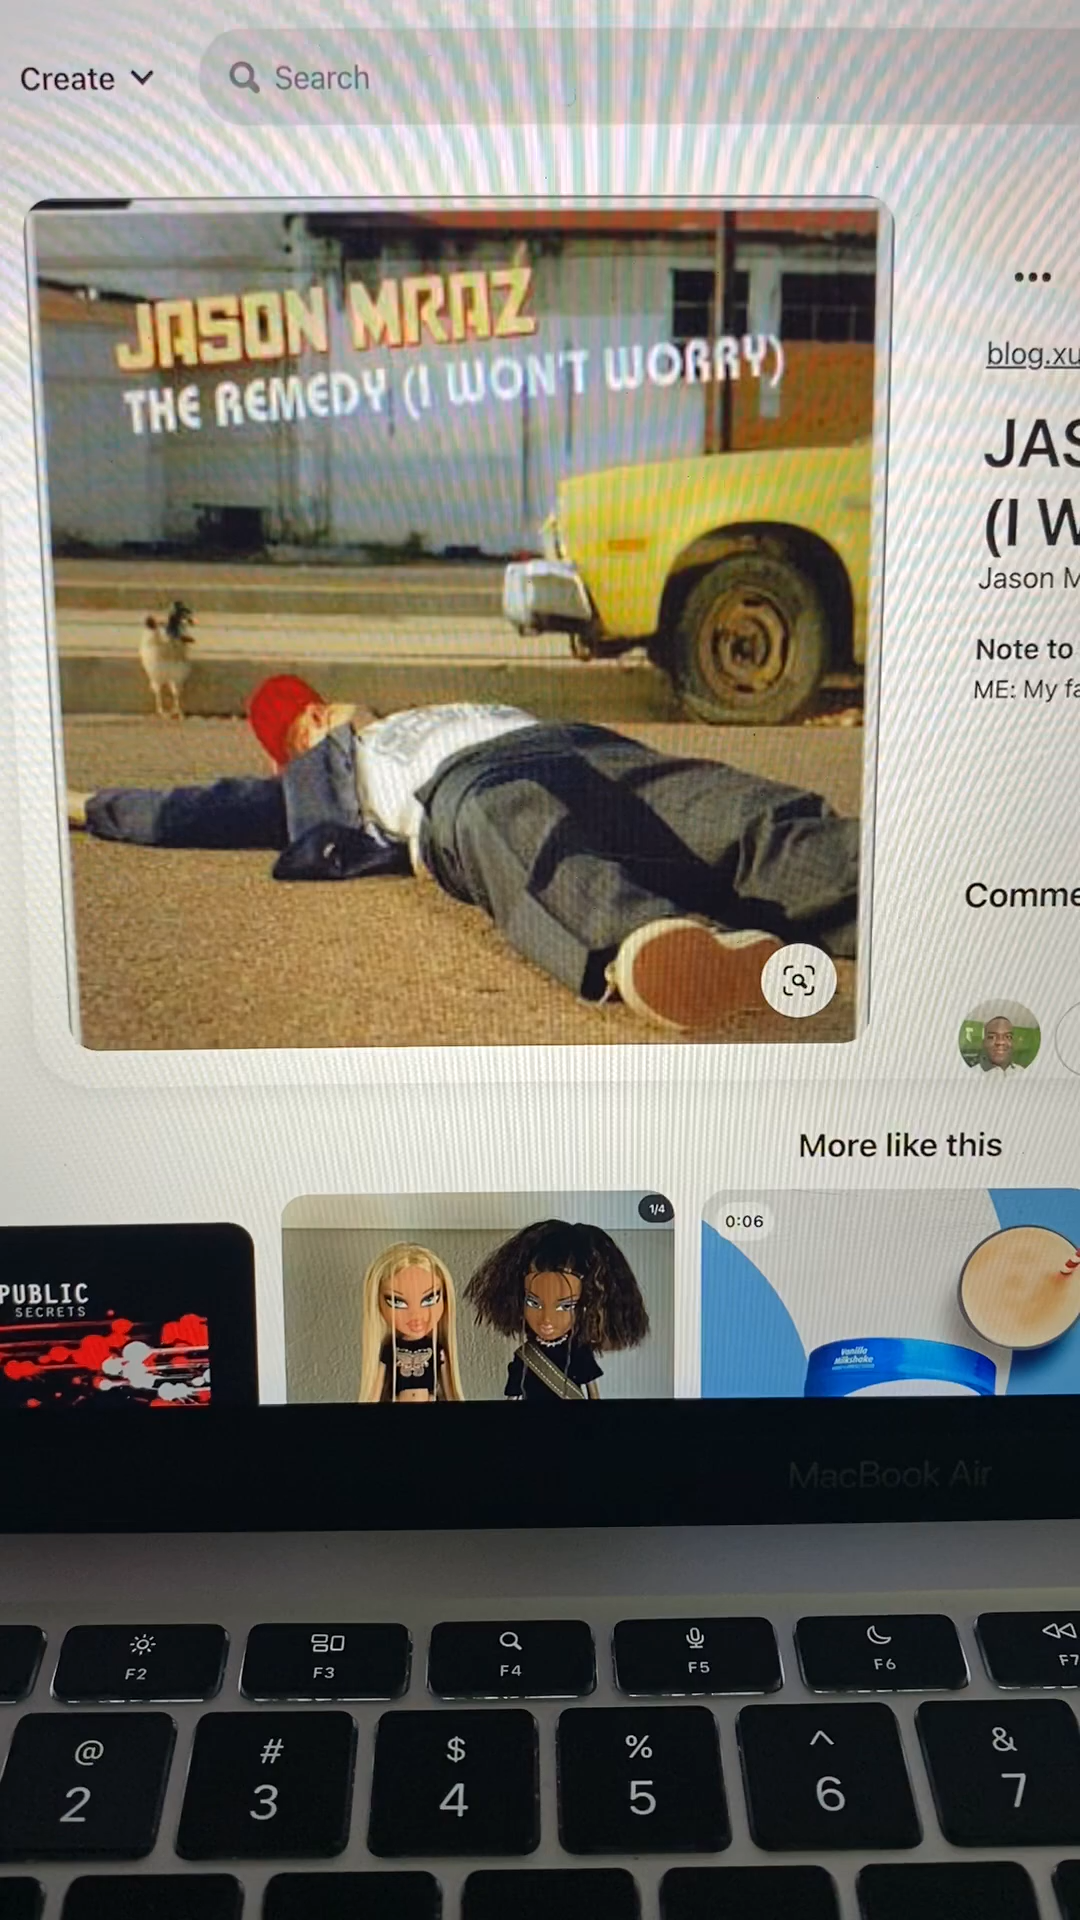 Create
Search
JASON MRAZ
THE REMEDY (I WON'T WORRY)
blog.xu
JAS
(I W
Jason M
Note to
ME: My fa
Comme
More like this
PUBLIC
SECRETS
1/4
0:06
Vanilla
Milkshake
MacBook Air
F2
F3
F4
F5
F6
F7
@
#
$
%
^
&
2
3
4
5
6
7